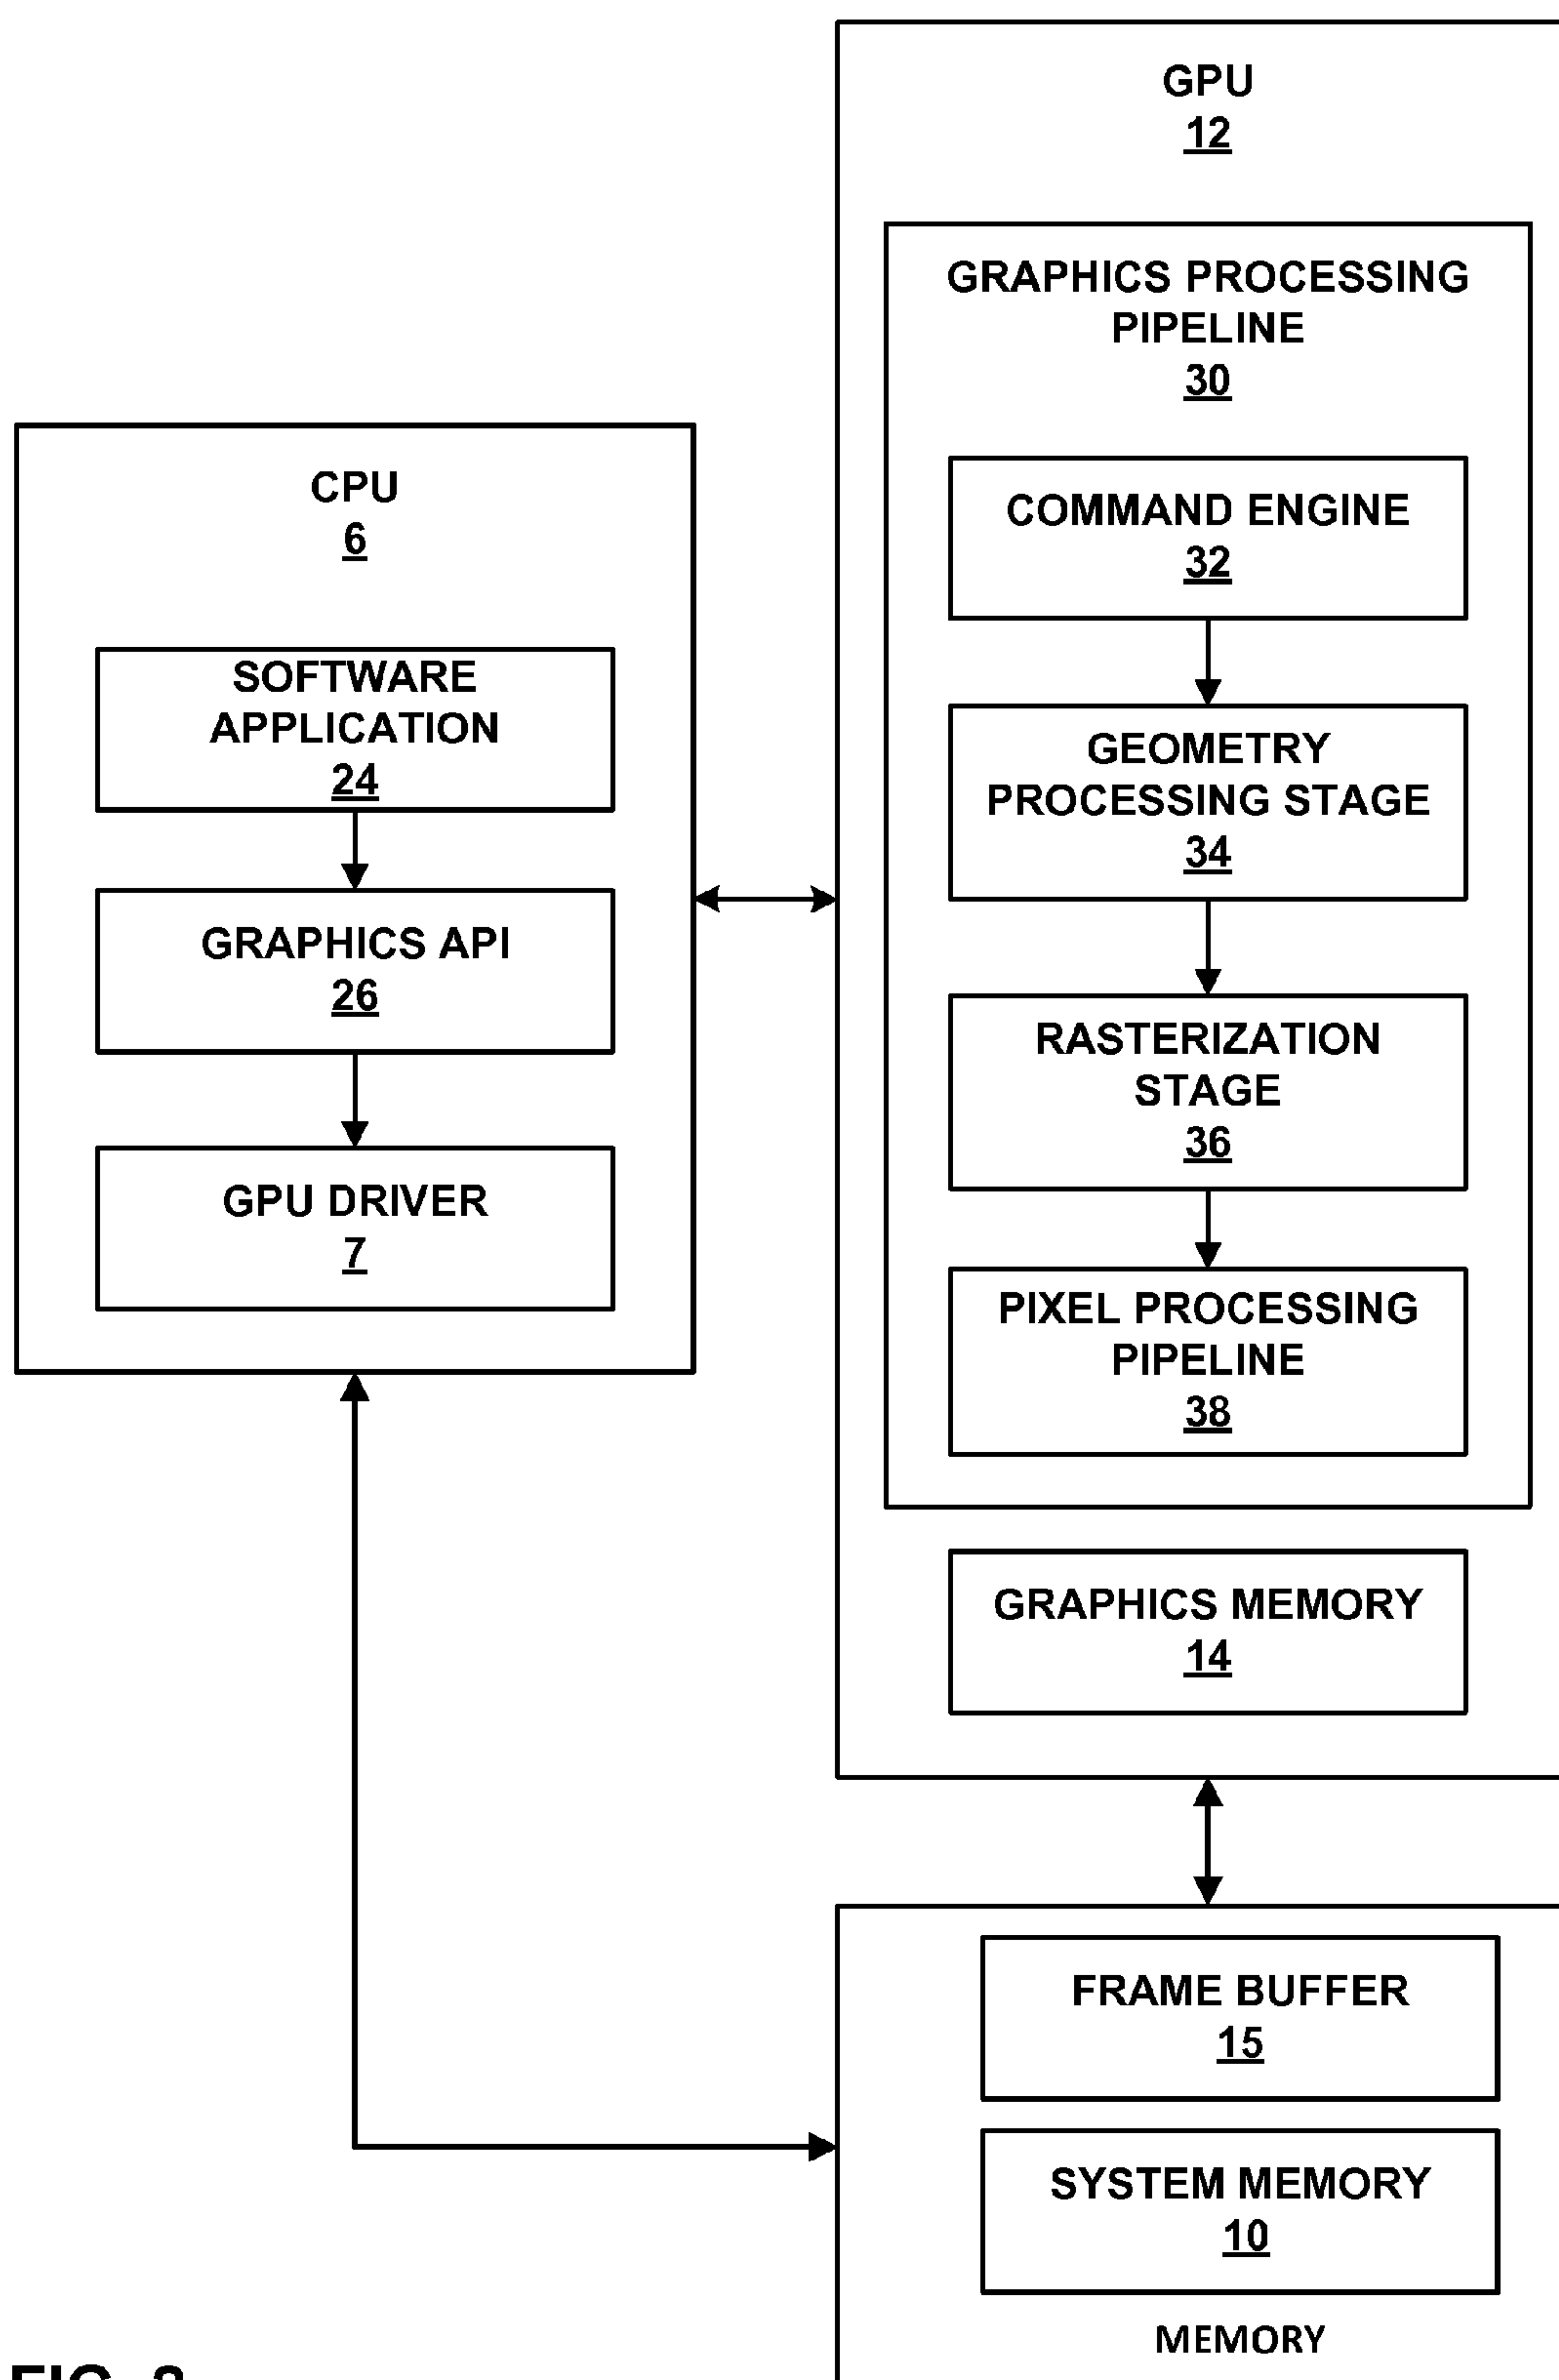 GPU
12
GRAPHICS PROCESSING
PIPELINE
30
COMMAND ENGINE
32
GEOMETRY
PROCESSING STAGE
34
RASTERIZATION
STAGE
36
PIXEL PROCESSING
PIPELINE
38
GRAPHICS MEMORY
14
CPU
6
SOFTWARE
APPLICATION
24
GRAPHICS API
26
GPU DRIVER
7
FRAME BUFFER
15
SYSTEM MEMORY
10
MEMORY
FIG.